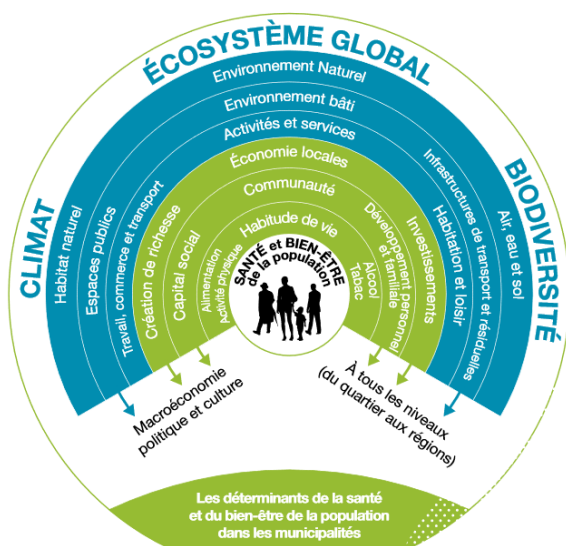 ÉCOSYSTÈME GLOBAL
CLIMAT
BIODIVERSITÉ
Environnement Naturel
Habitat naturel
Air, eau et sol
Environnement bâti
Espaces publics
Infrastructures de transport et résiduelles
Activités et services
Travail, commerce et transport
Habitation et loisir
Économie locales
Création de richesse
Investissements
Communauté
Capital social
Développement personnel
et familiale
Habitude de vie
Alimentation
Activité physique
Alcool
Tabac
SANTÉ et BIEN-ÊTRE
de la population
Macroéconomie
politique et culture
À tous les niveaux
(du quartier aux régions)
Les déterminants de la santé
et du bien-être de la population
dans les municipalités